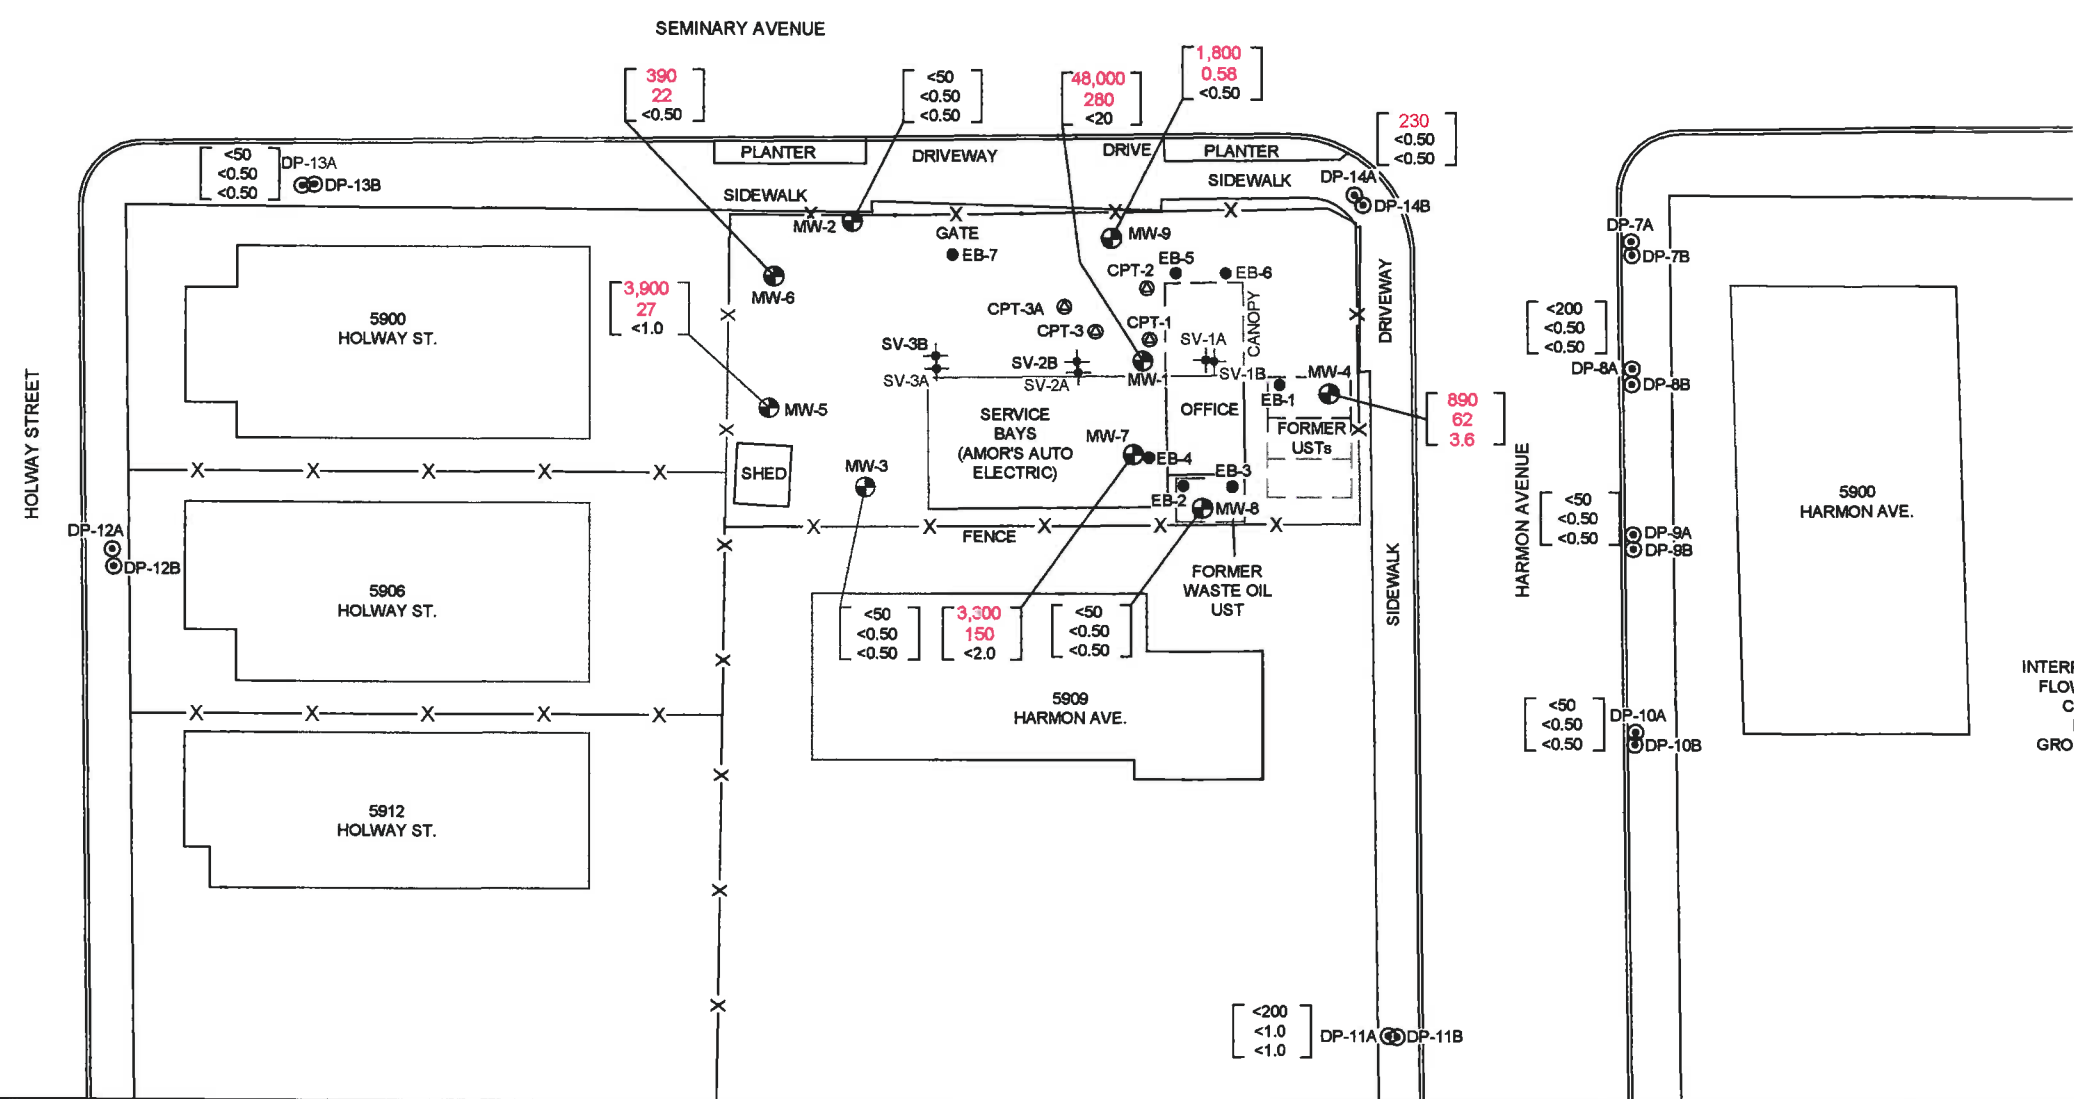 SEMINARY AVENUE
390
22
<0.50
<50
<0.50
<0.50
48,000
280
<20
1,800
0.58
<0.50
230
<0.50
<0.50
<50
<0.50
<0.50
DP-13A
DP-13B
PLANTER
DRIVEWAY
DRIVE
PLANTER
SIDEWALK
SIDEWALK
DP-14A
DP-14B
MW-2
GATE
MW-9
EB-7
EB-5
EB-6
CPT-2
MW-6
DP-7A
DP-7B
3,900
27
<1.0
CPT-3A
CPT-3
CPT-1
CANOPY
DRIVEWAY
5900
HOLWAY ST.
SV-3B
SV-3A
SV-2B
SV-2A
SV-1A
SV-1B
MW-1
MW-4
EB-1
<200
<0.50
<0.50
DP-8A
DP-8B
HOLWAY STREET
MW-5
SERVICE
BAYS
(AMOR'S AUTO
ELECTRIC)
OFFICE
FORMER
USTs
890
62
3.6
MW-7
EB-4
EB-3
EB-2
MW-8
SHED
MW-3
HARMON AVENUE
5900
HARMON AVE.
<50
<0.50
<0.50
DP-9A
DP-9B
DP-12A
DP-12B
FENCE
FORMER
WASTE OIL
UST
SIDEWALK
5906
HOLWAY ST.
<50
<0.50
<0.50
3,300
150
<2.0
<50
<0.50
<0.50
5909
HARMON AVE.
<50
<0.50
<0.50
DP-10A
DP-10B
5912
HOLWAY ST.
<200
<1.0
<1.0
DP-11A
DP-11B